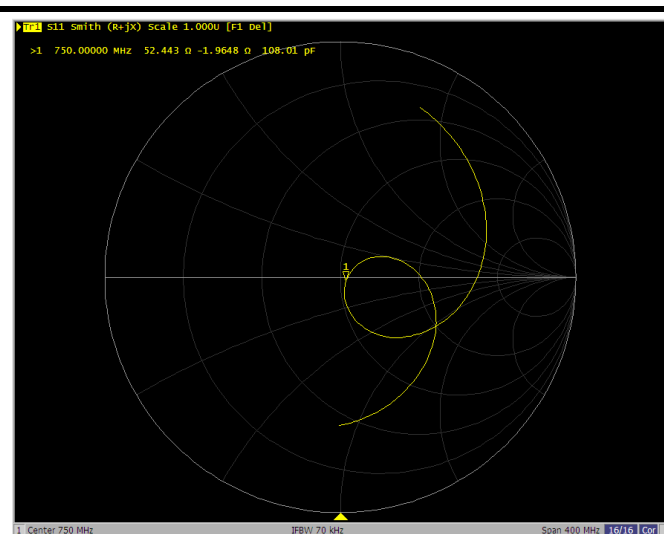 Tr1 S11 Smith (R+jX) Scale 1.000U [F1 Del]
>1 750.00000 MHz 52.443 Ω -1.9648 Ω 108.01 pF
1
1 Center 750 MHz IFBW 70 kHz Span 400 MHz 16/16 Cor